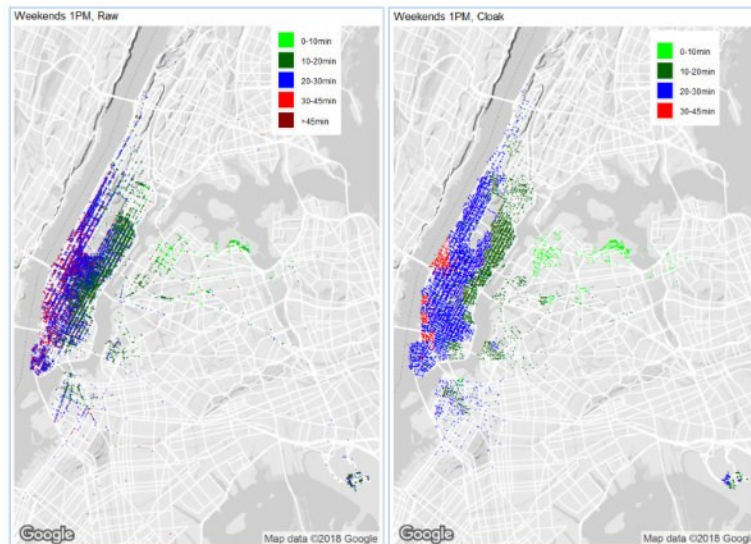 Weekends 1PM, Raw
0-10min
10-20min
20-30min
30-45min
>45min
Google
Map data ©2018 Google
Weekends 1PM, Cloak
0-10min
10-20min
20-30min
30-45min
Google
Map data ©2018 Google